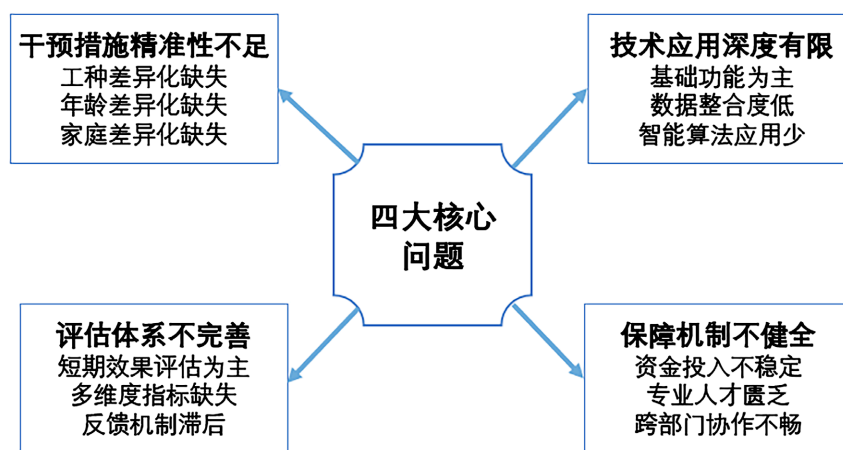 干预措施精准性不足
工种差异化缺失
年龄差异化缺失
家庭差异化缺失
技术应用深度有限
基础功能为主
数据整合度低
智能算法应用少
四大核心
问题
评估体系不完善
短期效果评估为主
多维度指标缺失
反馈机制滞后
保障机制不健全
资金投入不稳定
专业人才匮乏
跨部门协作不畅